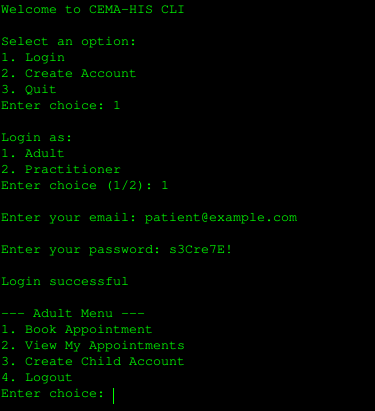 Welcome to CEMA-HIS CLI
Select an option:
1. Login
2. Create Account
3. Quit
Enter choice: 1
Login as:
1. Adult
2. Practitioner
Enter choice (1/2): 1
Enter your email: patient@example.com
Enter your password: s3Cre7E!
Login successful
--- Adult Menu ---
1. Book Appointment
2. View My Appointments
3. Create Child Account
4. Logout
Enter choice: